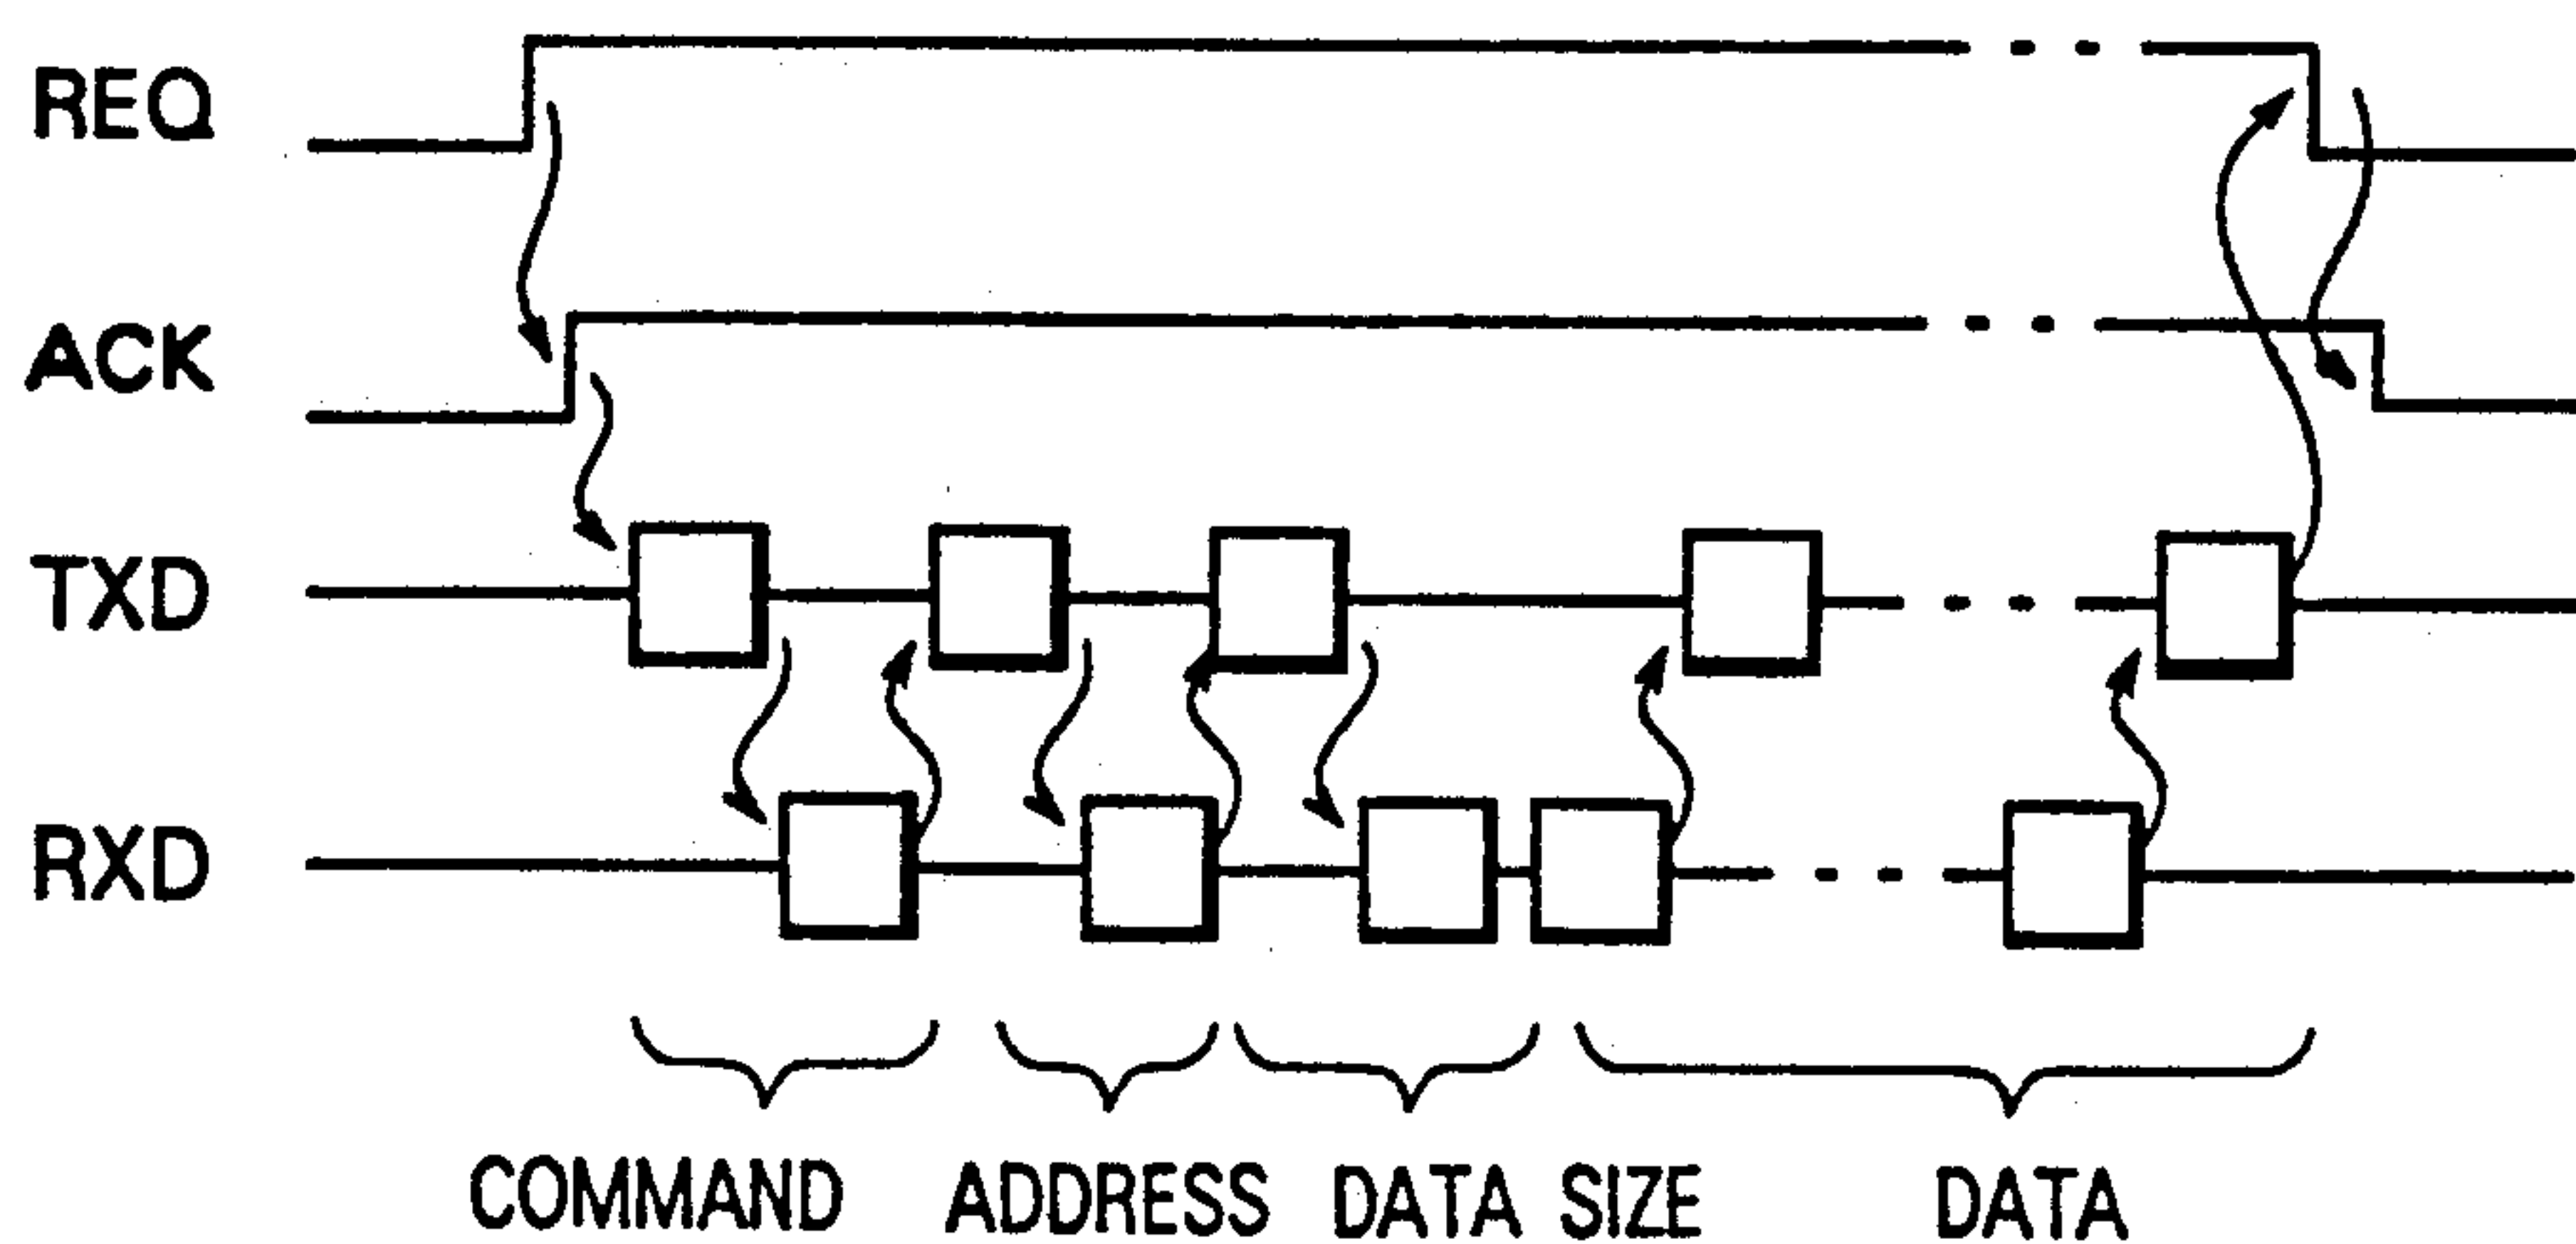 REQ
ACK
TXD
RXD
COMMAND ADDRESS DATA SIZE DATA